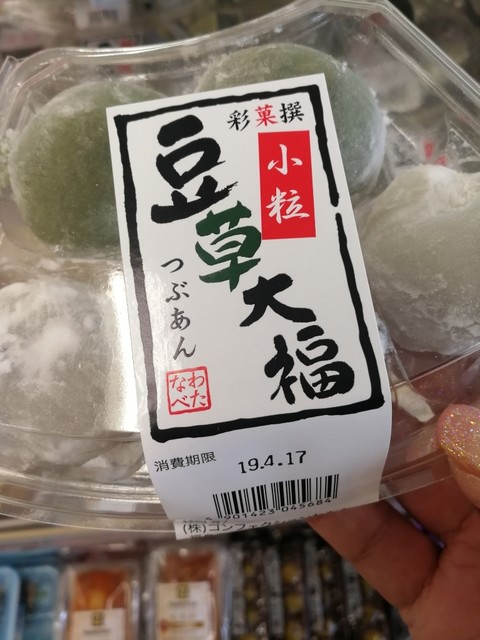 彩菓撰
小粒
豆草大福
つぶあん
わた
なべ
消費期限 19.4.17
4901423045684
(株)コンフェク